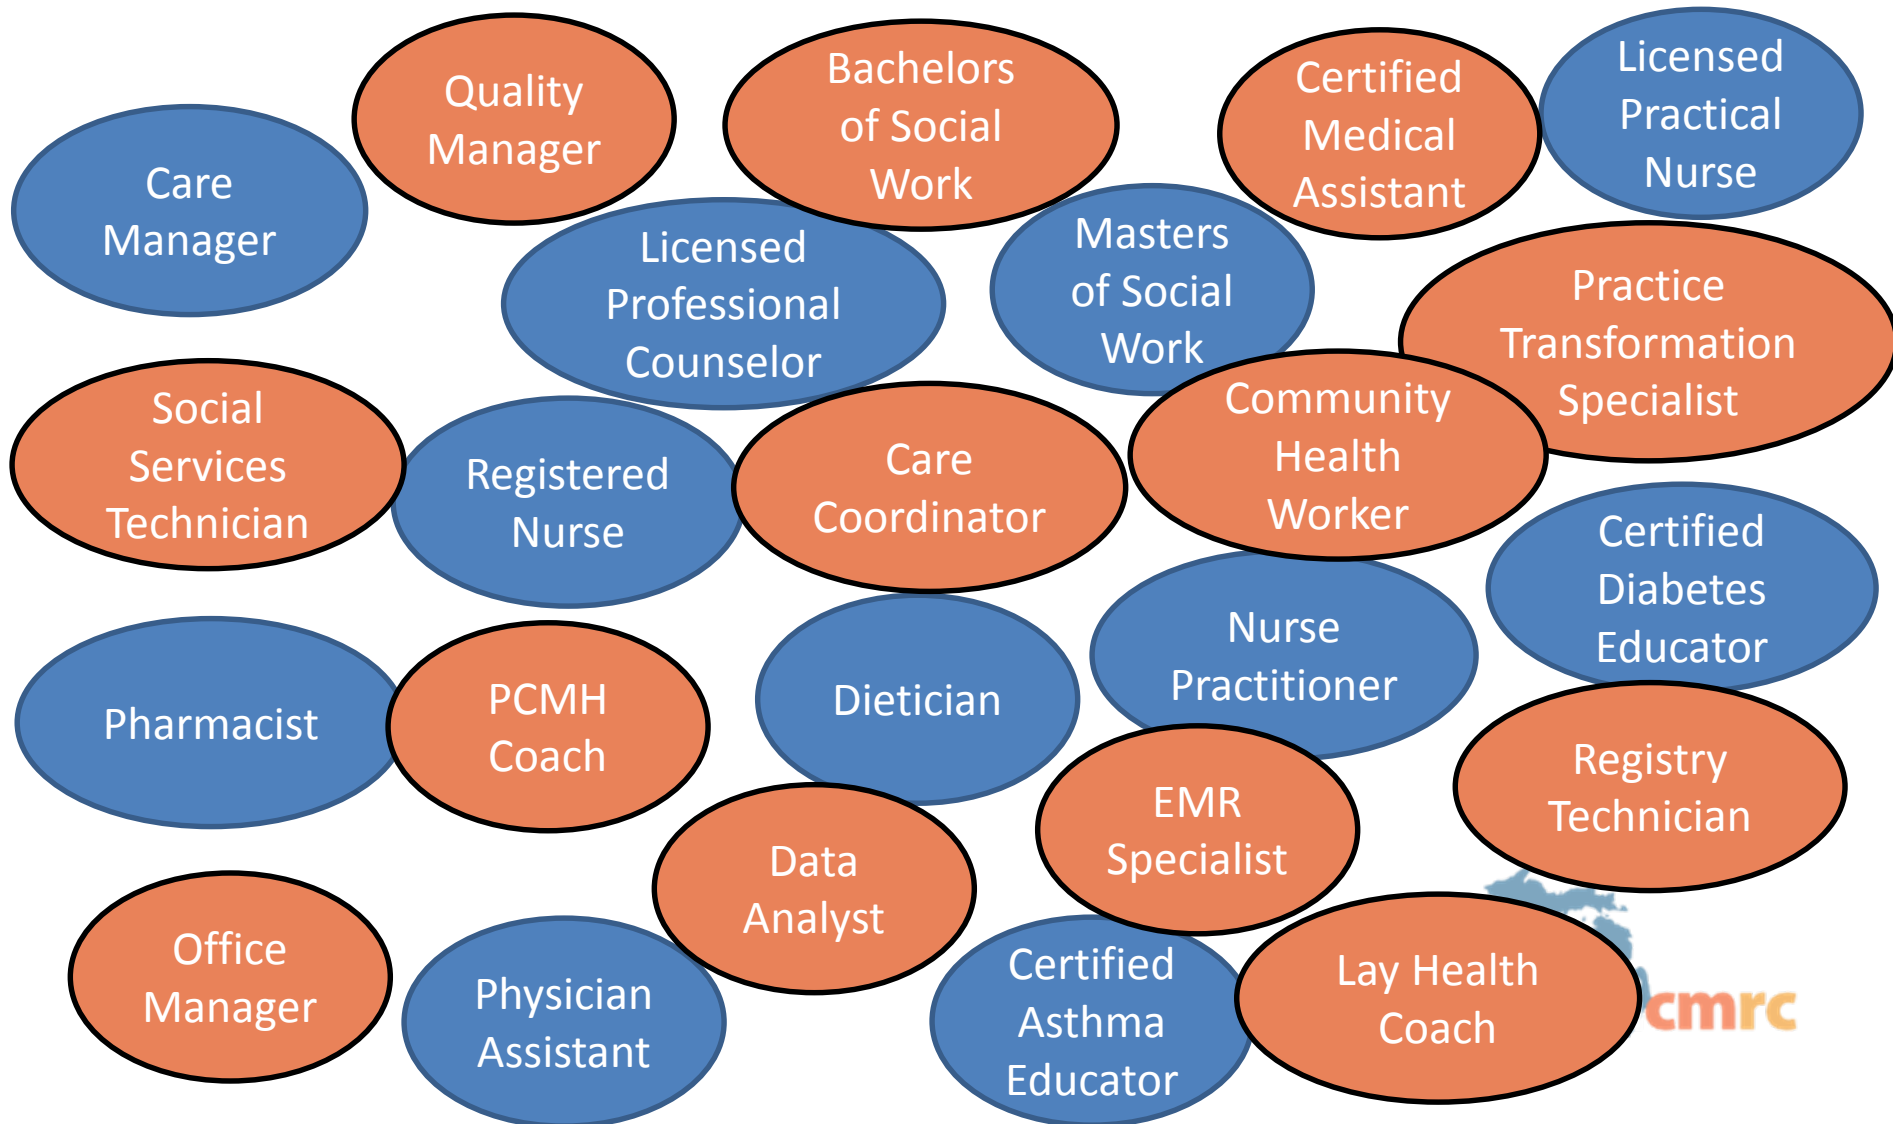 Quality
Manager
Bachelors
of Social
Work
Certified
Medical
Assistant
Licensed
Practical
Nurse
Care
Manager
Licensed
Professional
Counselor
Masters
of Social
Work
Practice
Transformation
Specialist
Social
Services
Technician
Registered
Nurse
Care
Coordinator
Community
Health
Worker
Certified
Diabetes
Educator
Pharmacist
PCMH
Coach
Dietician
Nurse
Practitioner
Registry
Technician
Data
Analyst
EMR
Specialist
Office
Manager
Physician
Assistant
Certified
Asthma
Educator
Lay Health
Coach
cmrc